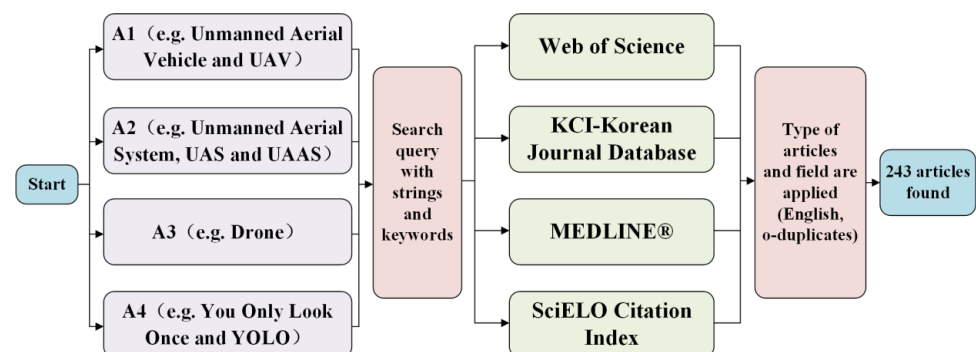 Start
A1（e.g. Unmanned Aerial
Vehicle and UAV）
A2（e.g. Unmanned Aerial
System, UAS and UAAS）
A3（e.g. Drone）
A4（e.g. You Only Look
Once and YOLO）
Search
query
with
strings
and
keywords
Web of Science
KCI-Korean
Journal Database
MEDLINE®
SciELO Citation
Index
Type of
articles
and field are
applied
(English,
o-duplicates)
243 articles
found